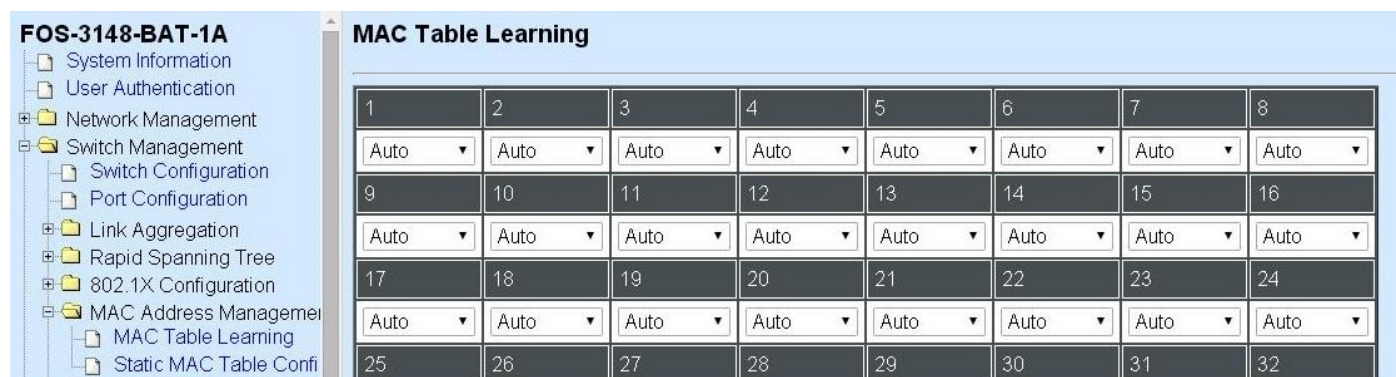 FOS-3148-BAT-1A
System Information
User Authentication
Network Management
Switch Management
Switch Configuration
Port Configuration
Link Aggregation
Rapid Spanning Tree
802.1X Configuration
MAC Address Managemen
MAC Table Learning
Static MAC Table Confi
MAC Table Learning
1 2 3 4 5 6 7 8
Auto Auto Auto Auto Auto Auto Auto Auto
9 10 11 12 13 14 15 16
Auto Auto Auto Auto Auto Auto Auto Auto
17 18 19 20 21 22 23 24
Auto Auto Auto Auto Auto Auto Auto Auto
25 26 27 28 29 30 31 32